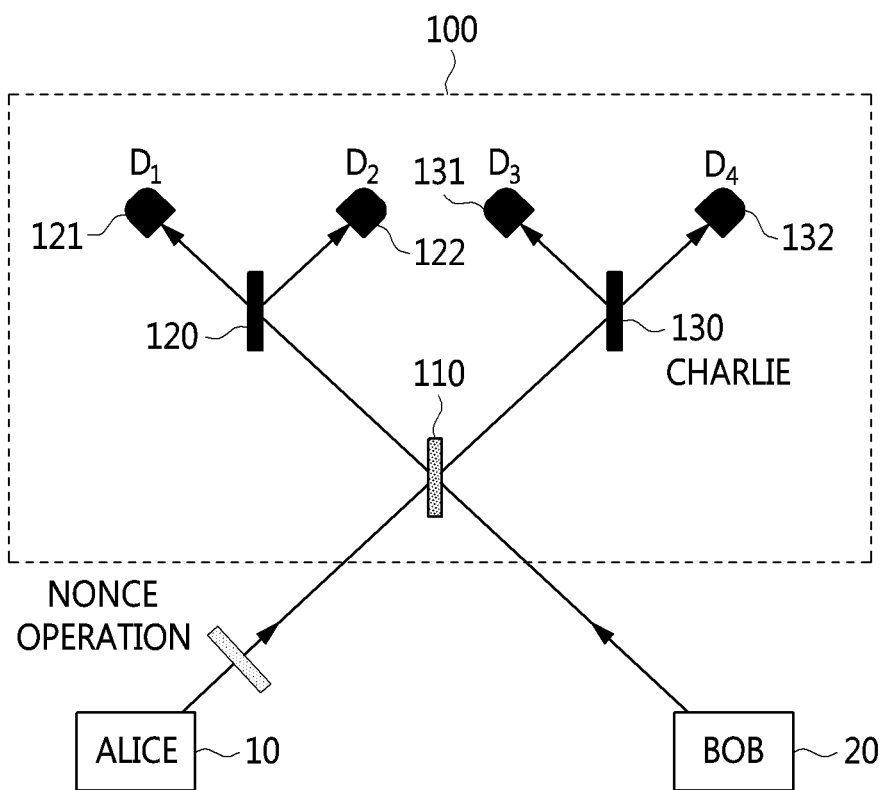 100
D1
D2
D3
D4
131
121
122
132
120
130
CHARLIE
110
NONCE
OPERATION
ALICE
10
BOB
20